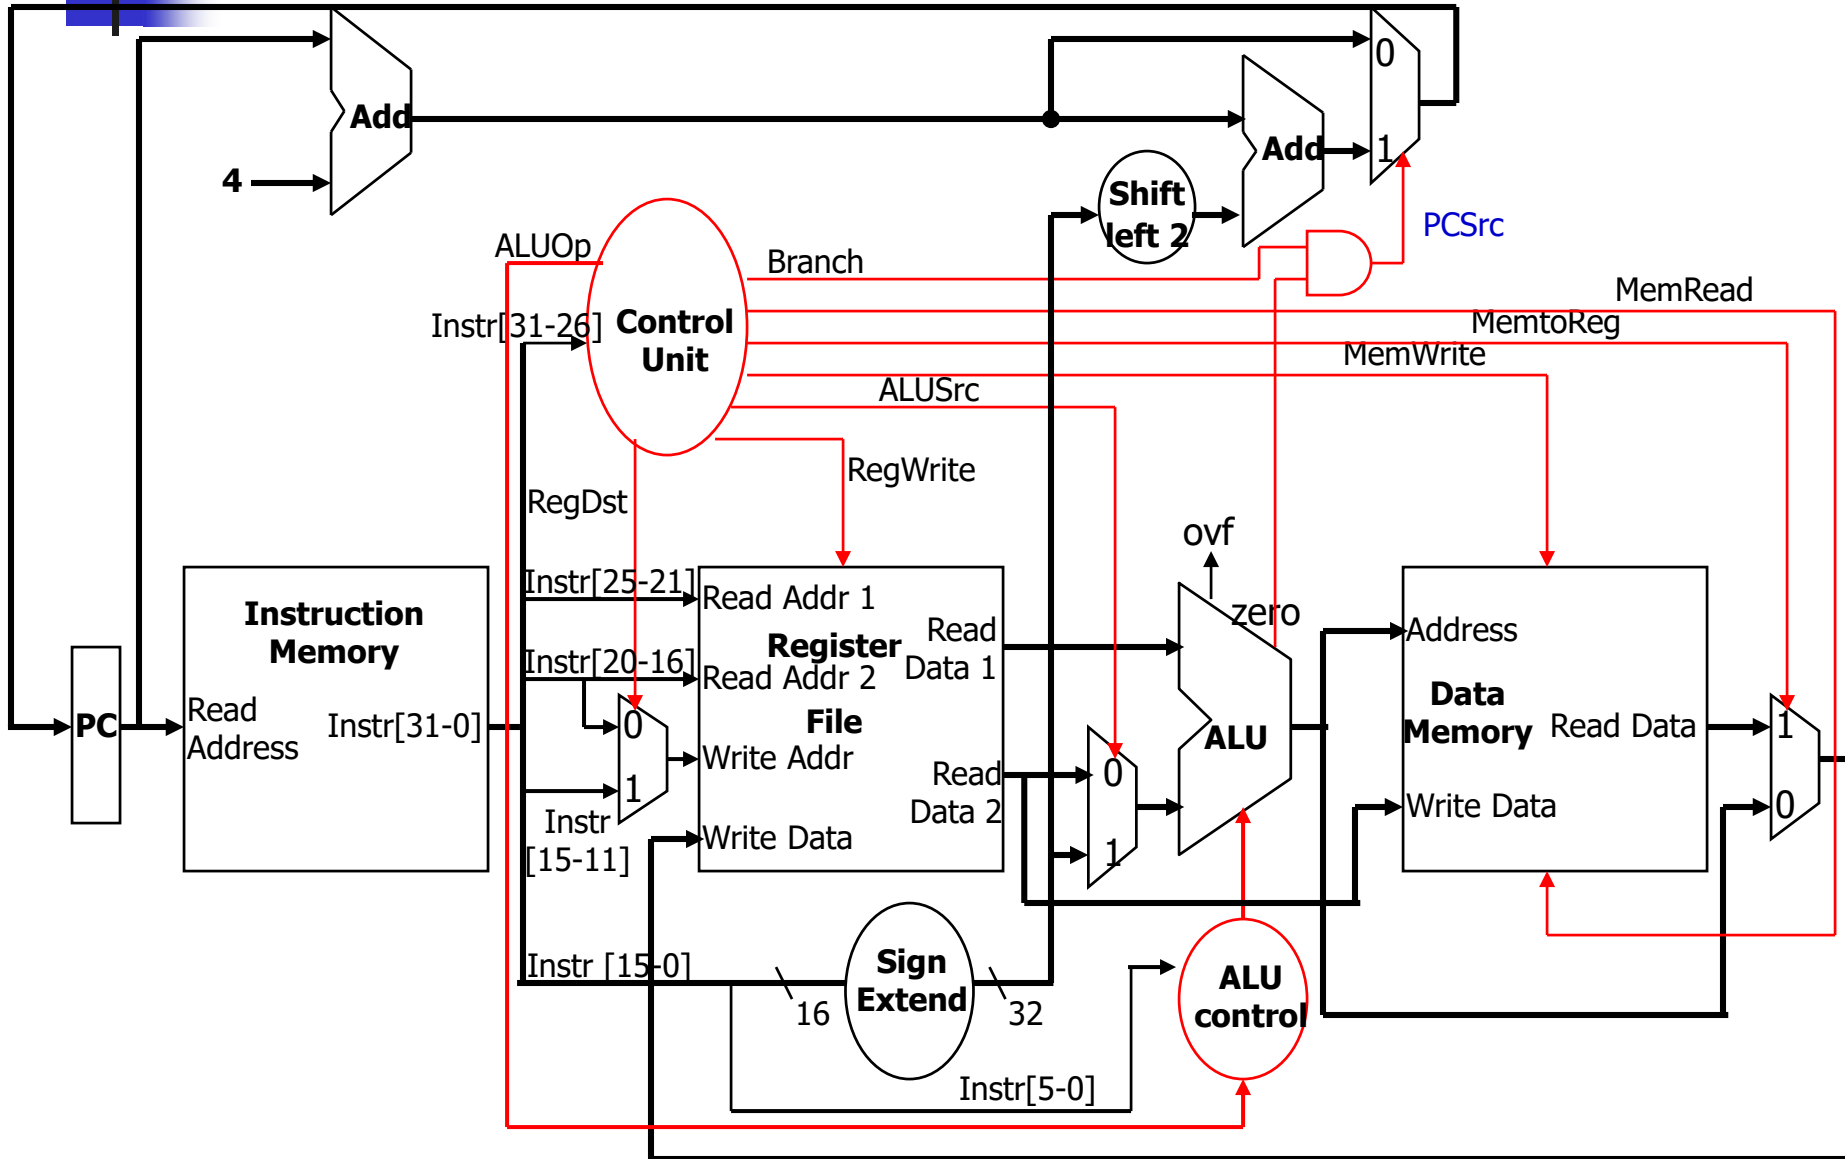 0
Add
Add
1
4
Shift
left 2
PCSrc
ALUOp
Branch
MemRead
Instr[31-26]
Control
Unit
MemtoReg
MemWrite
ALUSrc
RegWrite
RegDst
ovf
Instr[25-21]
Read Addr 1
Instruction
Memory
zero
Register
Read
Data 1
Address
Instr[20-16]
Read Addr 2
PC
Read
Address
Instr[31-0]
0
File
ALU
Data
Memory
Read Data
1
Write Addr
1
Read
Data 2
0
Instr
[15-11]
Write Data
1
Write Data
0
Instr [15-0]
16
Sign
Extend
32
ALU
control
Instr[5-0]